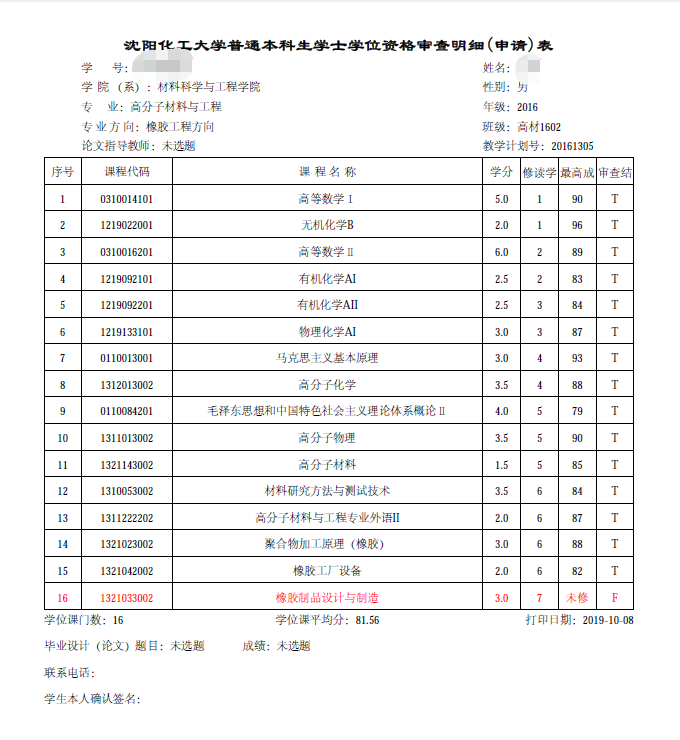 沈阳化工大学普通本科生学士学位资格审查明细(申请)表
学 号: 姓名:
学 院 (系): 材料科学与工程学院 性别: 男
专 业: 高分子材料与工程 年级: 2016
专 业 方 向: 橡胶工程方向 班级: 高材1602
论文指导教师: 未选题 教学计划号: 20161305
序号 课程代码 课 程 名 称 学分 修读学 最高成 审查结
1 0310014101 高等数学Ⅰ 5.0 1 90 T
2 1219022001 无机化学B 2.0 1 96 T
3 0310016201 高等数学Ⅱ 6.0 2 89 T
4 1219092101 有机化学AI 2.5 2 83 T
5 1219092201 有机化学AII 2.5 3 84 T
6 1219133101 物理化学AI 3.0 3 87 T
7 0110013001 马克思主义基本原理 3.0 4 93 T
8 1312013002 高分子化学 3.5 4 88 T
9 0110084201 毛泽东思想和中国特色社会主义理论体系概论Ⅱ 4.0 5 79 T
10 1311013002 高分子物理 3.5 5 90 T
11 1321143002 高分子材料 1.5 5 85 T
12 1310053002 材料研究方法与测试技术 3.5 6 84 T
13 1311222202 高分子材料与工程专业外语II 2.0 6 87 T
14 1321023002 聚合物加工原理 (橡胶) 3.0 6 88 T
15 1321042002 橡胶工厂设备 2.0 6 82 T
16 1321033002 橡胶制品设计与制造 3.0 7 未修 F
学位课门数: 16 学位课平均分: 81.56 打印日期: 2019-10-08
毕业设计 (论文) 题目: 未选题 成绩: 未选题
联系电话:
学生本人确认签名: